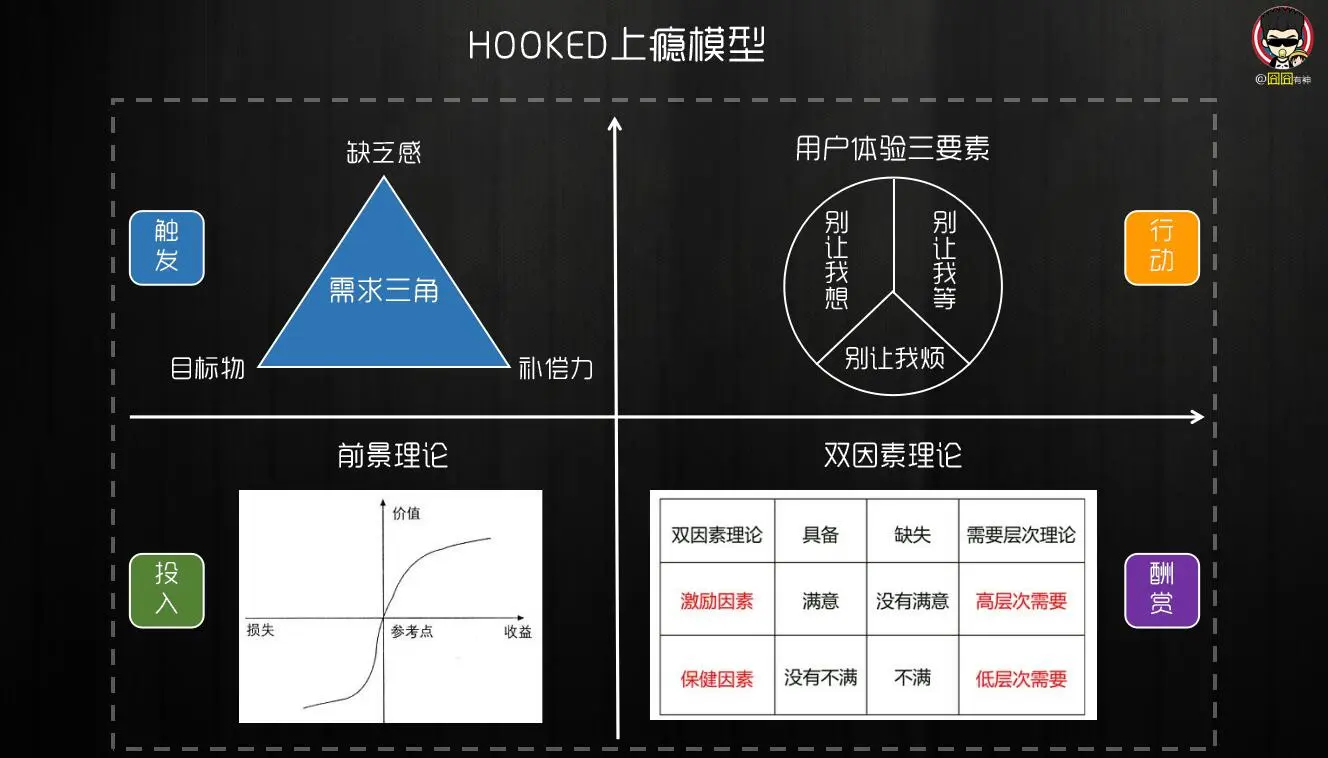 HOOKED上瘾模型
@囧囧有神
缺乏感
触
发
需求三角
目标物
补偿力
用户体验三要素
别让我想
别让我等
别让我烦
行
动
前景理论
投
入
价值
损失
参考点
收益
双因素理论
双因素理论 具备 缺失 需要层次理论
激励因素 满意 没有满意 高层次需要
保健因素 没有不满 不满 低层次需要
酬
赏